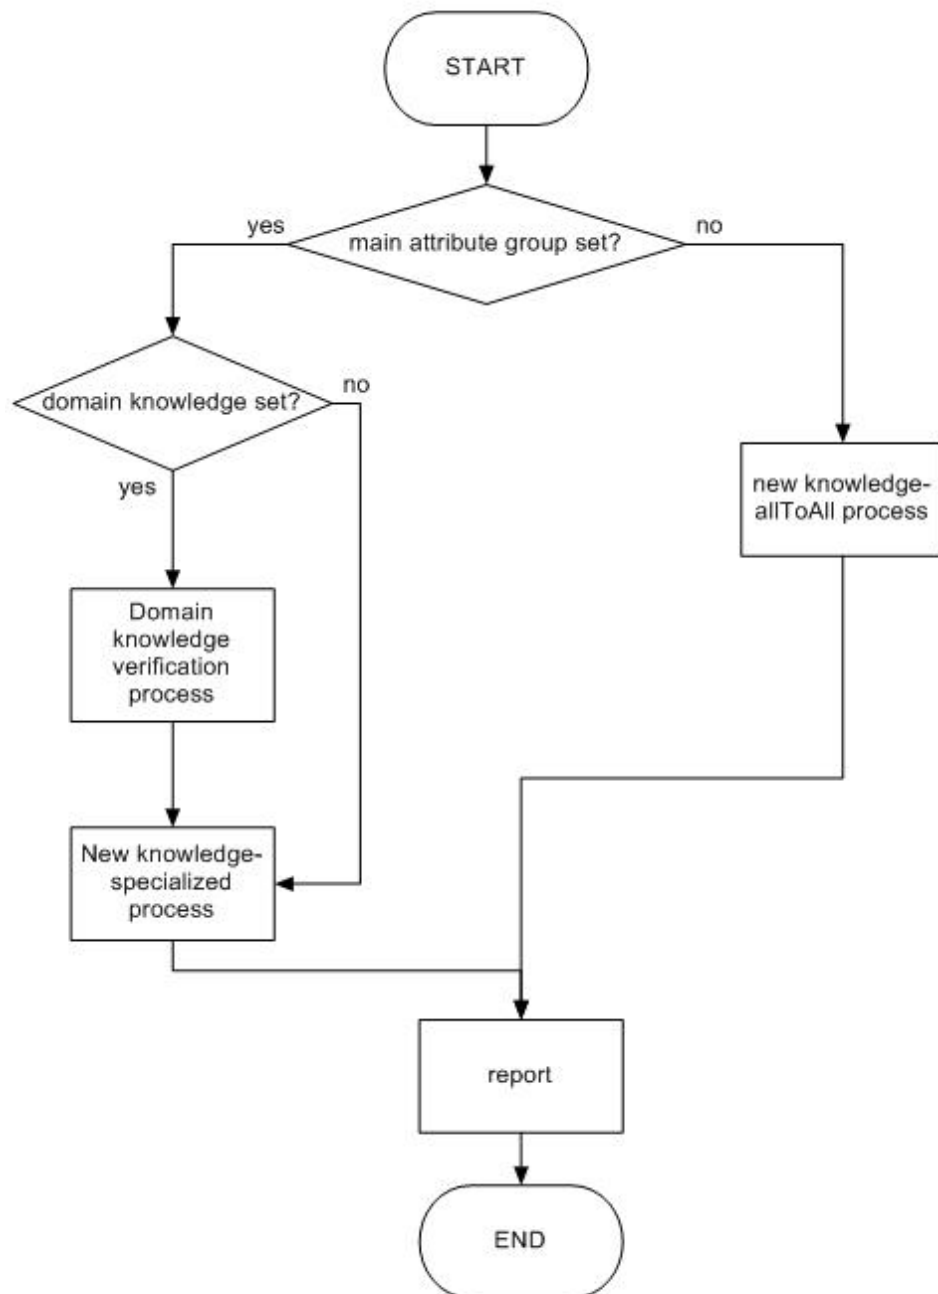 START
yes
main attribute group set?
no
domain knowledge set?
no
yes
new knowledge-
allToAll process
Domain
knowledge
verification
process
New knowledge-
specialized
process
report
END